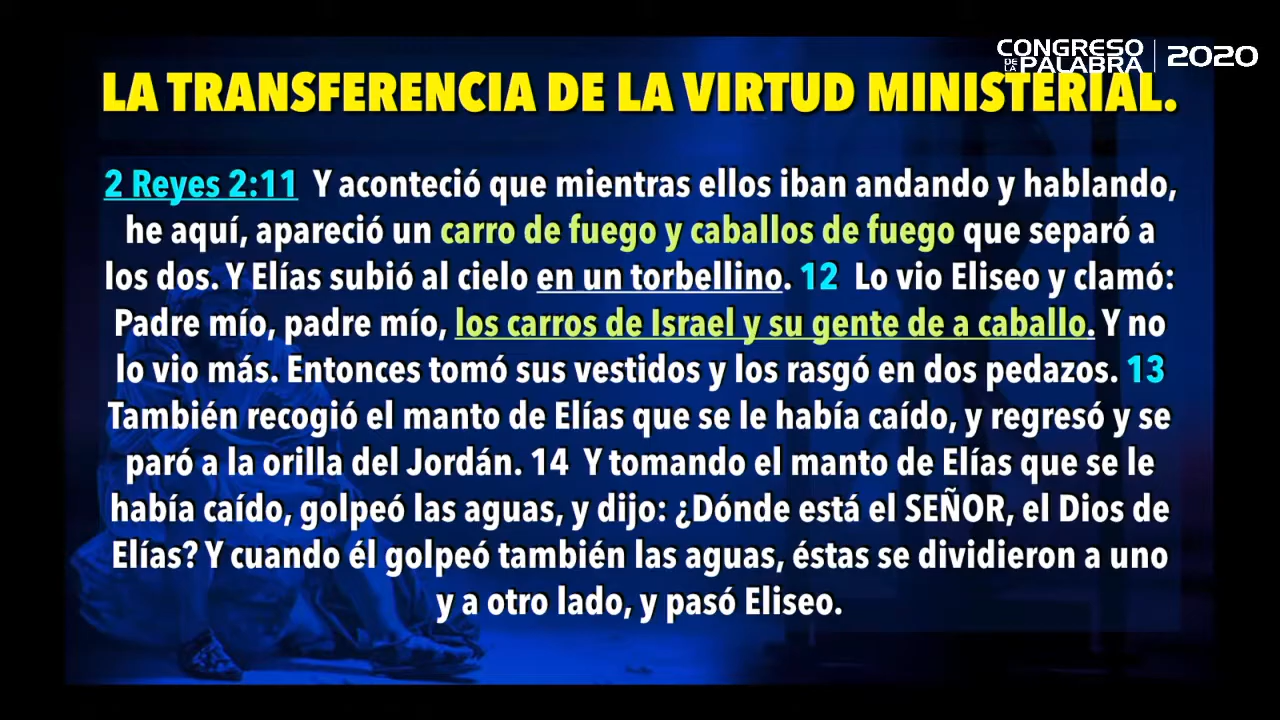 CONGRESO DE LA PALABRA | 2020
LA TRANSFERENCIA DE LA VIRTUD MINISTERIAL.
2 Reyes 2:11 Y aconteció que mientras ellos iban andando y hablando,
he aquí, apareció un carro de fuego y caballos de fuego que separó a
los dos. Y Elías subió al cielo en un torbellino. 12 Lo vio Eliseo y clamó:
Padre mío, padre mío, los carros de Israel y su gente de a caballo. Y no
lo vio más. Entonces tomó sus vestidos y los rasgó en dos pedazos. 13
También recogió el manto de Elías que se le había caído, y regresó y se
paró a la orilla del Jordán. 14 Y tomando el manto de Elías que se le
había caído, golpeó las aguas, y dijo: ¿Dónde está el SEÑOR, el Dios de
Elías? Y cuando él golpeó también las aguas, éstas se dividieron a uno
y a otro lado, y pasó Eliseo.